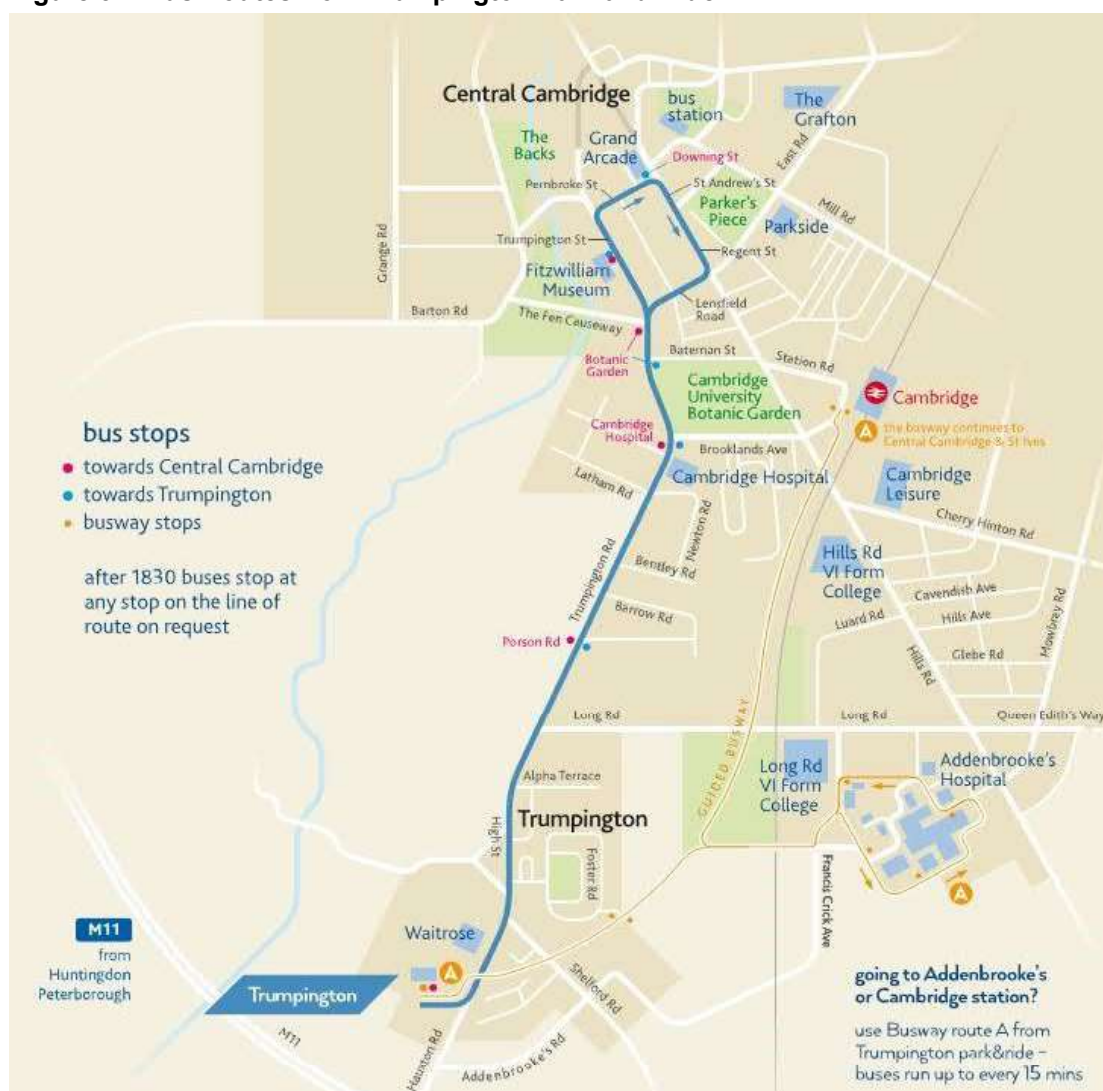 Central Cambridge
bus
station
The
Grafton
The
Backs
Grand
Arcade
Downing St
East Rd
Pembroke St
St Andrew's St
Parker's
Piece
Mill Rd
Parkside
Grange Rd
Trumpington St
Regent St
Fitzwilliam
Museum
Lensfield
Road
Barton Rd
The Fen Causeway
Bateman St
Station Rd
Botanic
Garden
Cambridge
University
Botanic Garden
Cambridge
A
the busway continues to
Central Cambridge & St Ives
bus stops
towards Central Cambridge
towards Trumpington
busway stops
after 1830 buses stop at
any stop on the line of
route on request
Cambridge
Hospital
Brooklands Ave
Cambridge Hospital
Cambridge
Leisure
Latham Rd
Newton Rd
Cherry Hinton Rd
Hills Rd
VI Form
College
Trumpington Rd
Bentley Rd
Cavendish Ave
Barrow Rd
Luard Rd
Hills Ave
Mowbrey Rd
Porson Rd
Hills Rd
Glebe Rd
Long Rd
Long Rd
Queen Edith's Way
GUIDED BUSWAY
Alpha Terrace
Long Rd
VI Form
College
Addenbrooke's
Hospital
Trumpington
High St
Foster Rd
Francis Crick Ave
A
M11
from
Huntingdon
Peterborough
Waitrose
A
Trumpington
Shelford Rd
M11
Hauxton Rd
Addenbrooke's Rd
going to Addenbrooke's
or Cambridge station?
use Busway route A from
Trumpington park&ride –
buses run up to every 15 mins